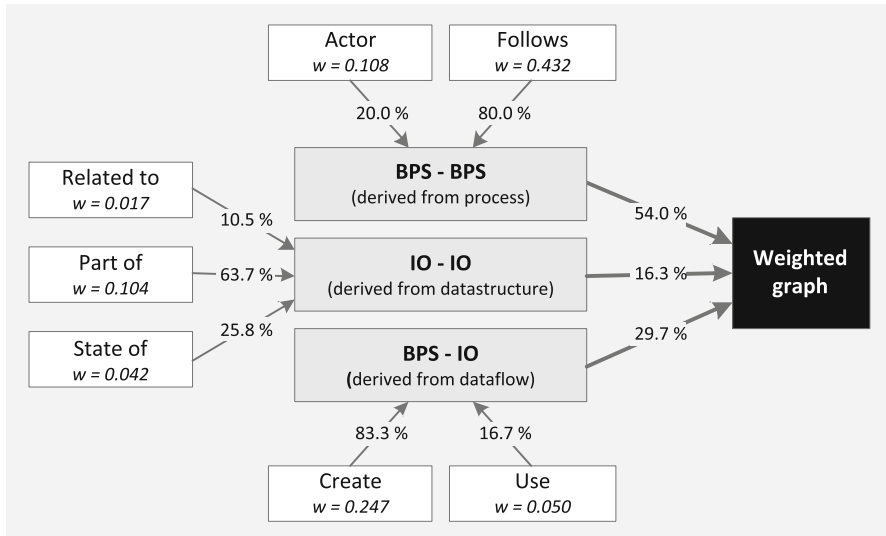 Actor
w = 0.108
Follows
w = 0.432
20.0 %
80.0 %
BPS - BPS
(derived from process)
Related to
w = 0.017
10.5 %
54.0 %
Part of
w = 0.104
63.7 %
IO - IO
(derived from datastructure)
16.3 %
Weighted
graph
State of
w = 0.042
25.8 %
29.7 %
BPS - IO
(derived from dataflow)
83.3 %
16.7 %
Create
w = 0.247
Use
w = 0.050